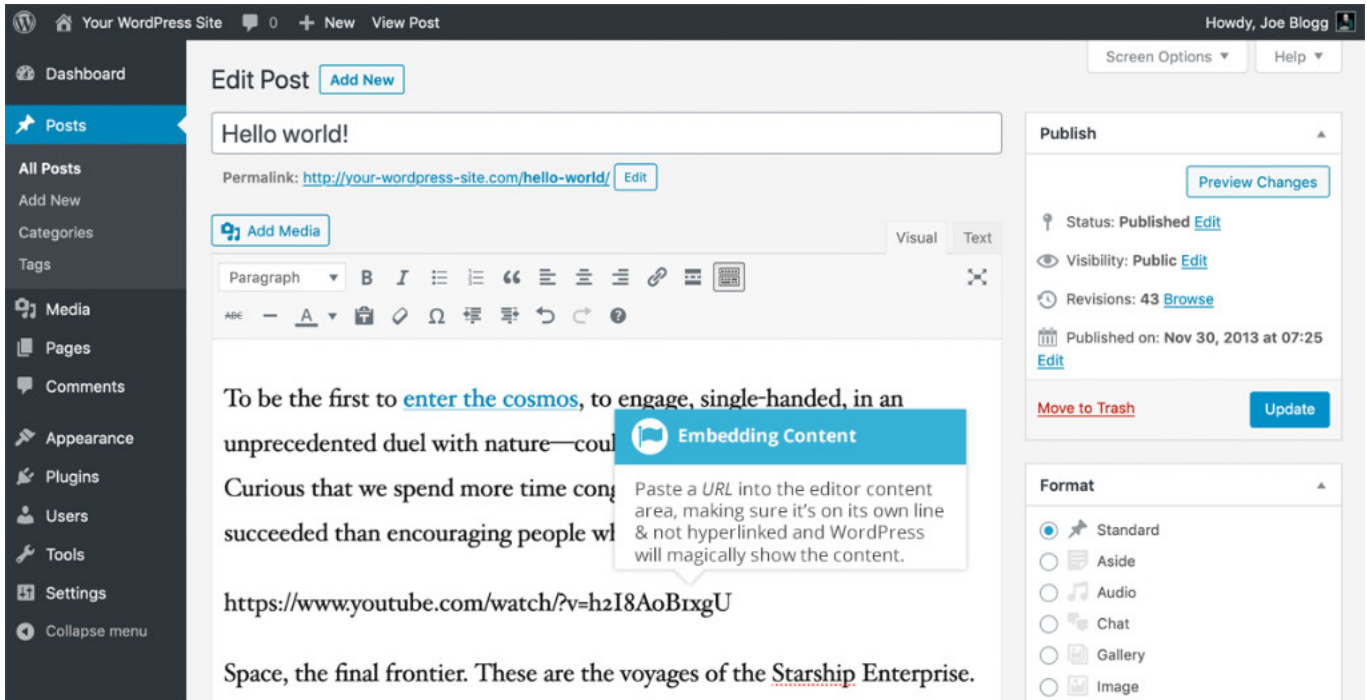 Your WordPress Site 0 + New View Post Howdy, Joe Blogg
Dashboard
Posts
All Posts
Add New
Categories
Tags
Media
Pages
Comments
Appearance
Plugins
Users
Tools
Settings
Collapse menu
Screen Options ▼ Help ▼
Edit Post Add New
Hello world!
Permalink: http://your-wordpress-site.com/hello-world/ Edit
Add Media
Visual Text
Paragraph
B I
ABC A Ω
To be the first to enter the cosmos, to engage, single-handed, in an
unprecedented duel with nature—coul
Curious that we spend more time cong
succeeded than encouraging people wh
Embedding Content
Paste a URL into the editor content
area, making sure it's on its own line
& not hyperlinked and WordPress
will magically show the content.
https://www.youtube.com/watch/?v=h2I8AoB1xgU
Space, the final frontier. These are the voyages of the Starship Enterprise.
Publish
Preview Changes
Status: Published Edit
Visibility: Public Edit
Revisions: 43 Browse
Published on: Nov 30, 2013 at 07:25
Edit
Move to Trash Update
Format
Standard
Aside
Audio
Chat
Gallery
Image